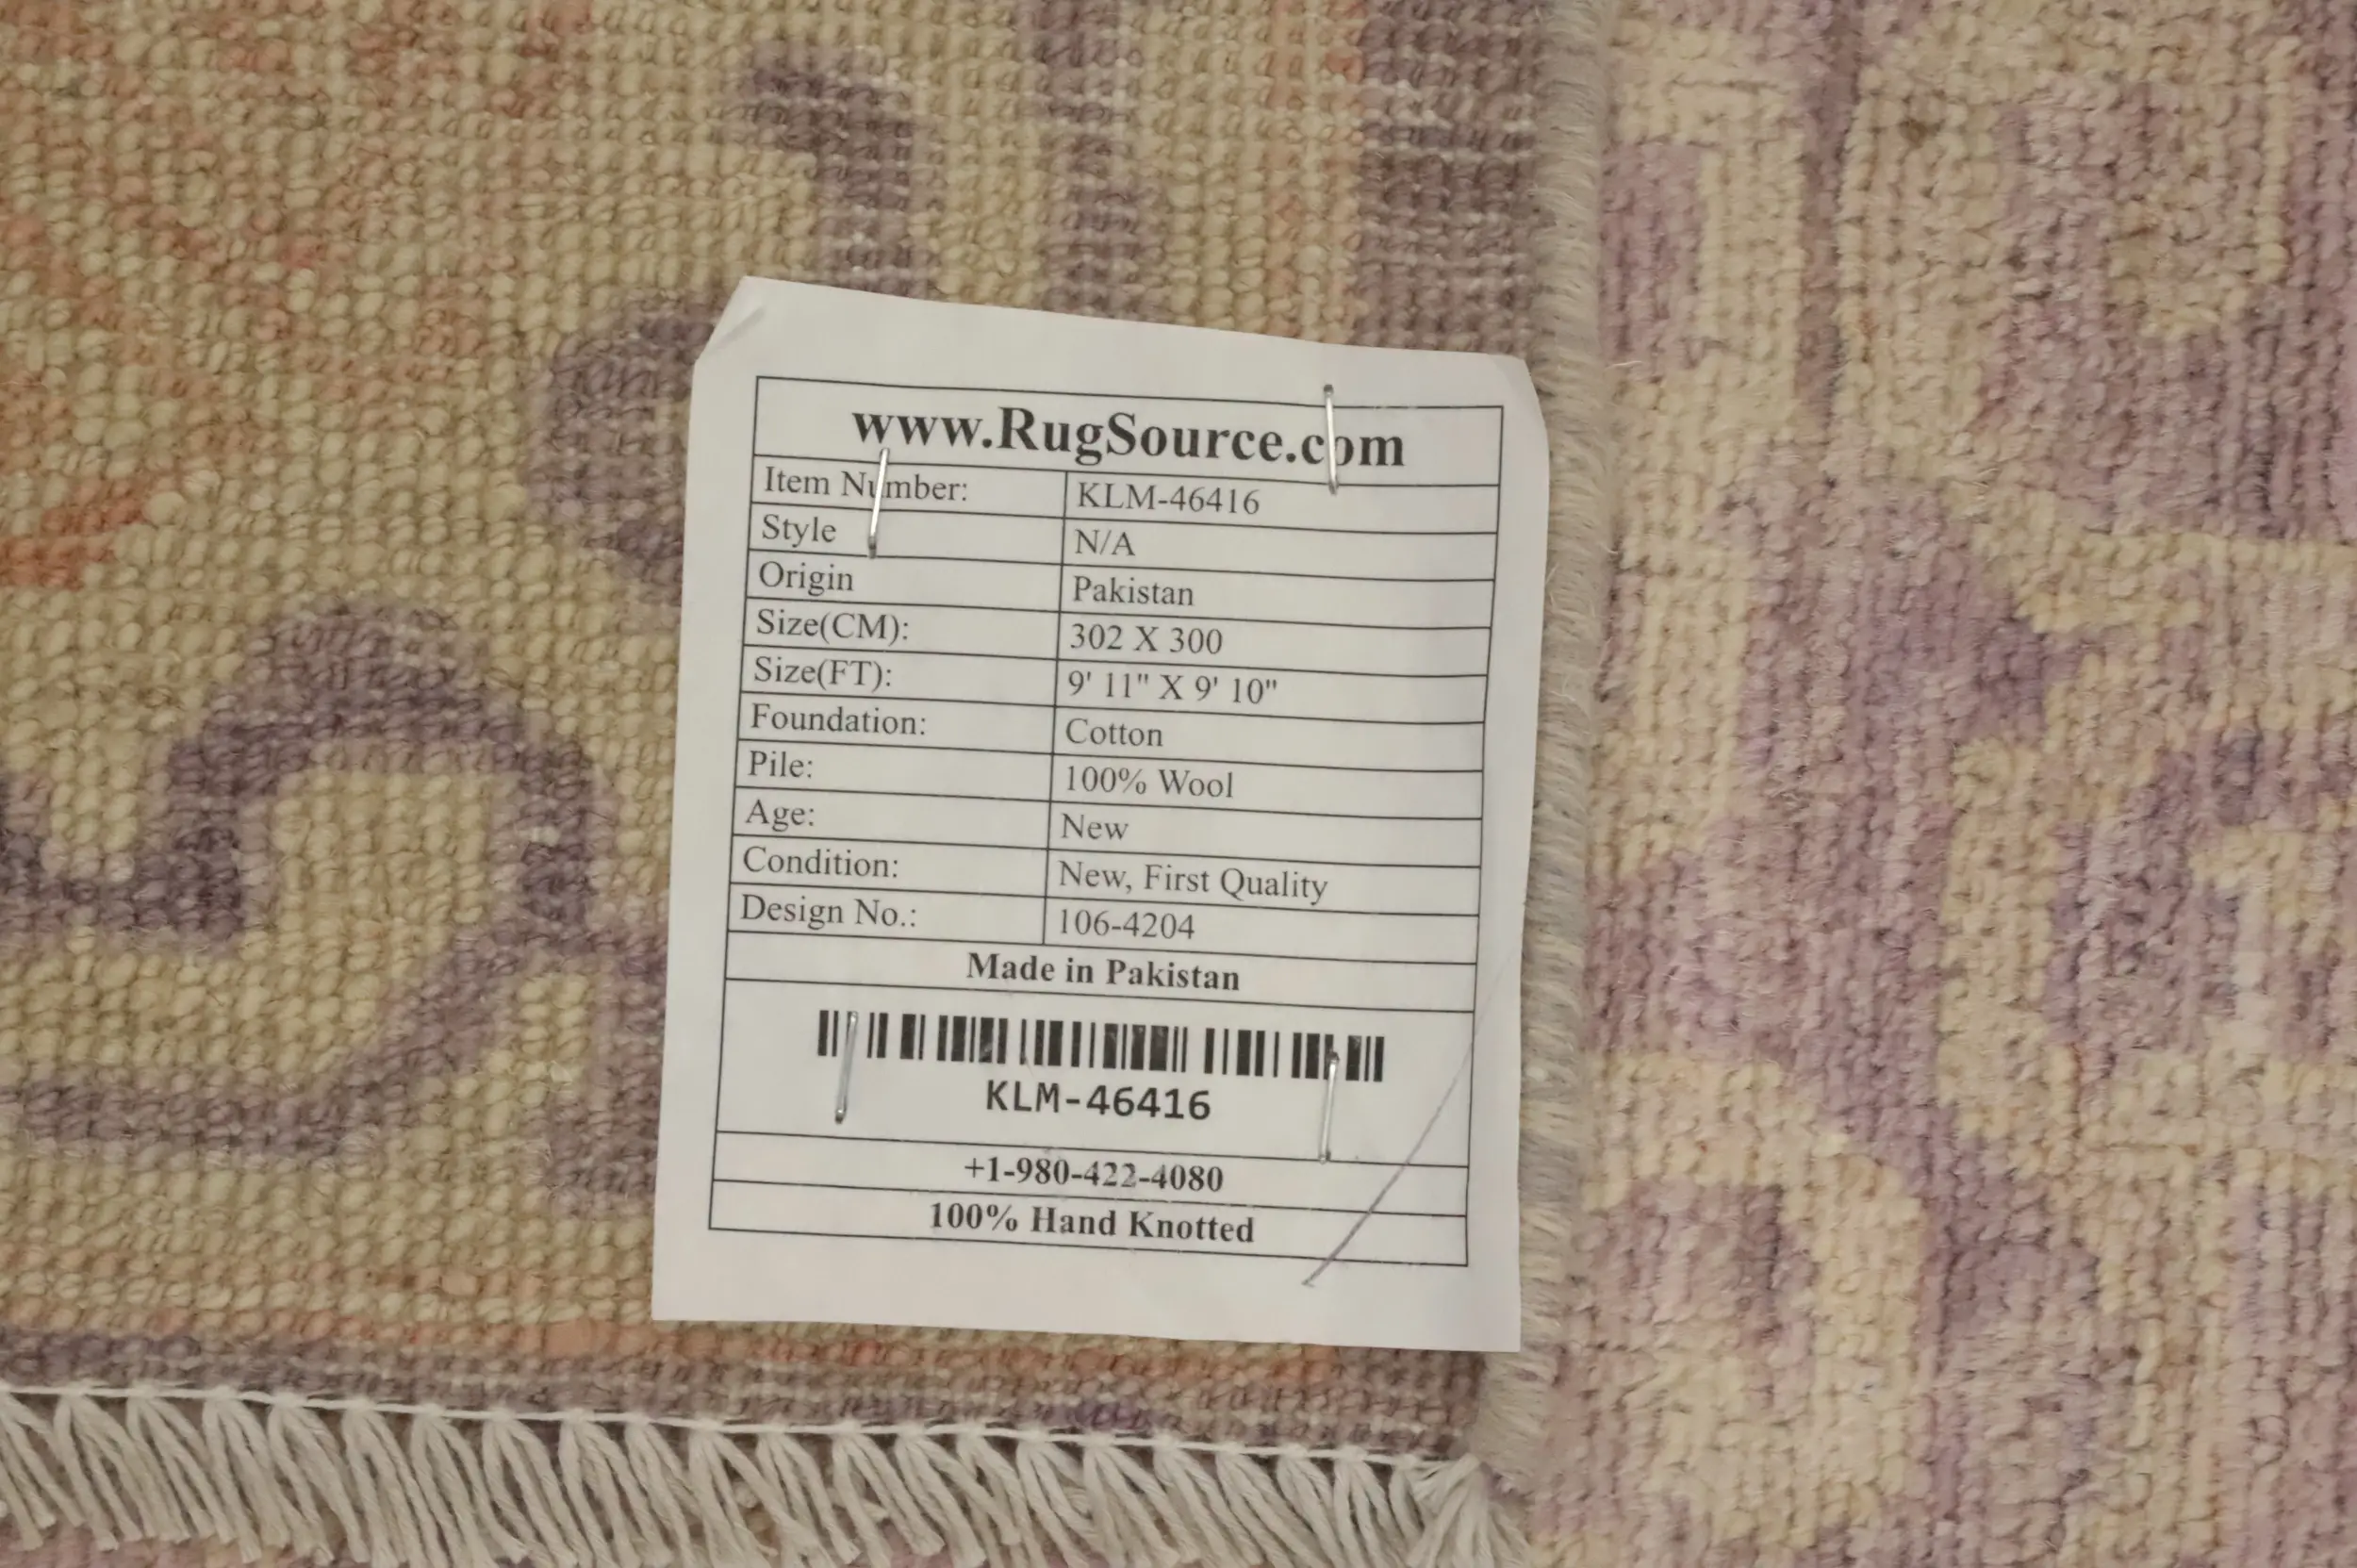 www.RugSource.com
Item Number: KLM-46416
Style N/A
Origin Pakistan
Size(CM): 302 X 300
Size(FT): 9' 11" X 9' 10"
Foundation: Cotton
Pile: 100% Wool
Age: New
Condition: New, First Quality
Design No.: 106-4204
Made in Pakistan
KLM-46416
+1-980-422-4080
100% Hand Knotted